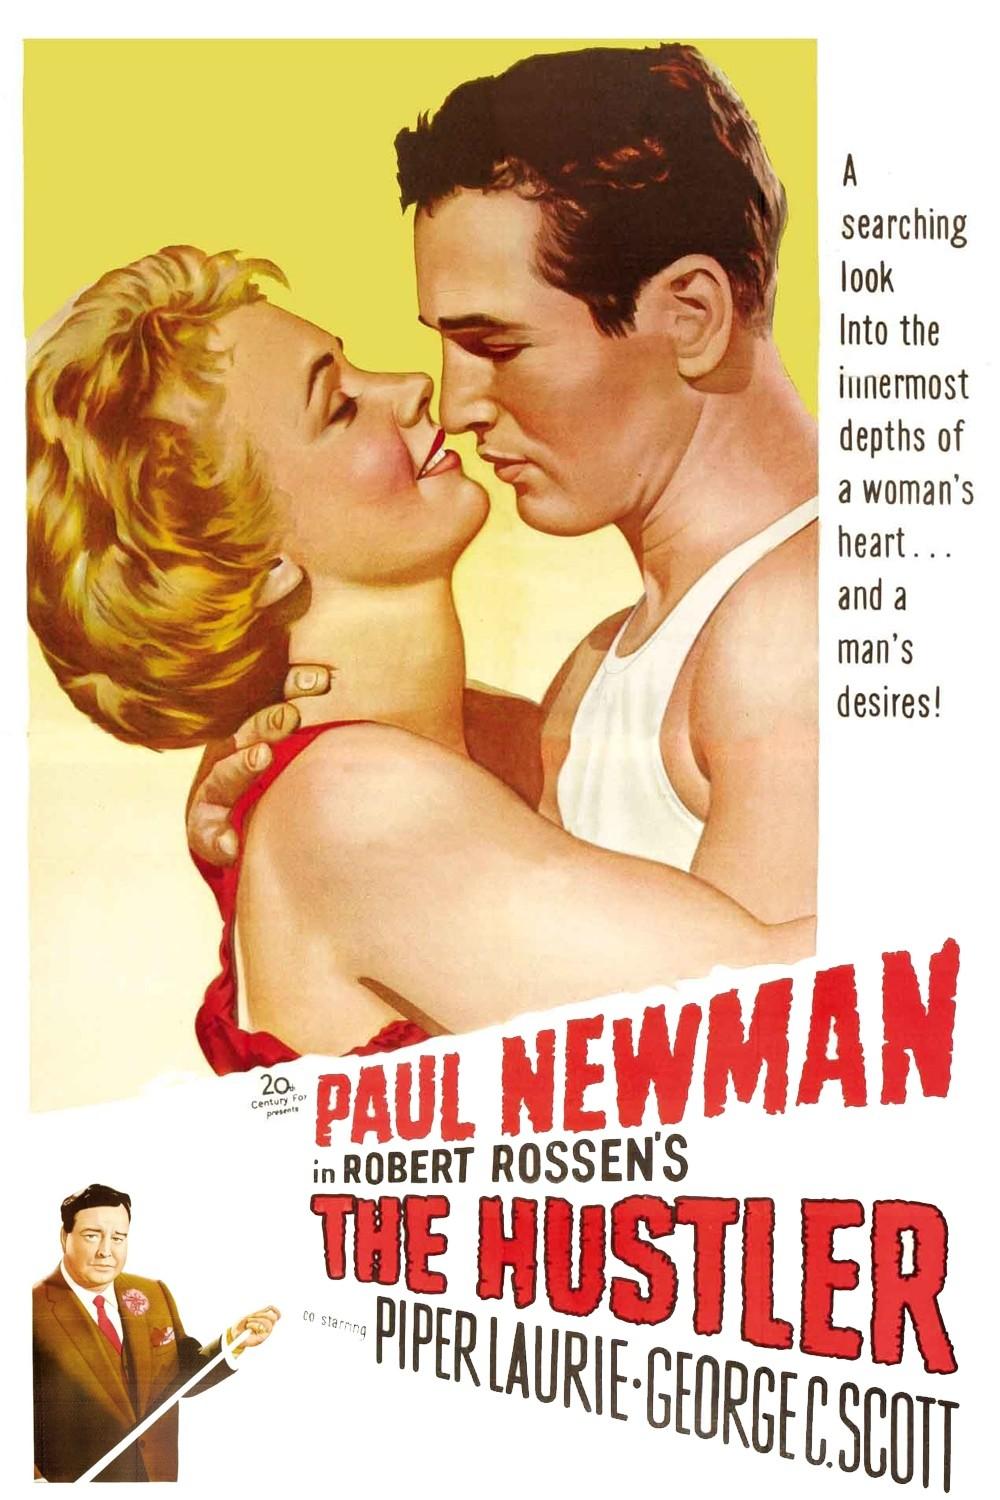 A
searching
look
Into the
innermost
depths of
a woman's
heart...
and a
man's
desires!
20th
Century Fox
presents
PAUL NEWMAN
in ROBERT ROSSEN'S
THE HUSTLER
co starring PIPER LAURIE · GEORGE C. SCOTT